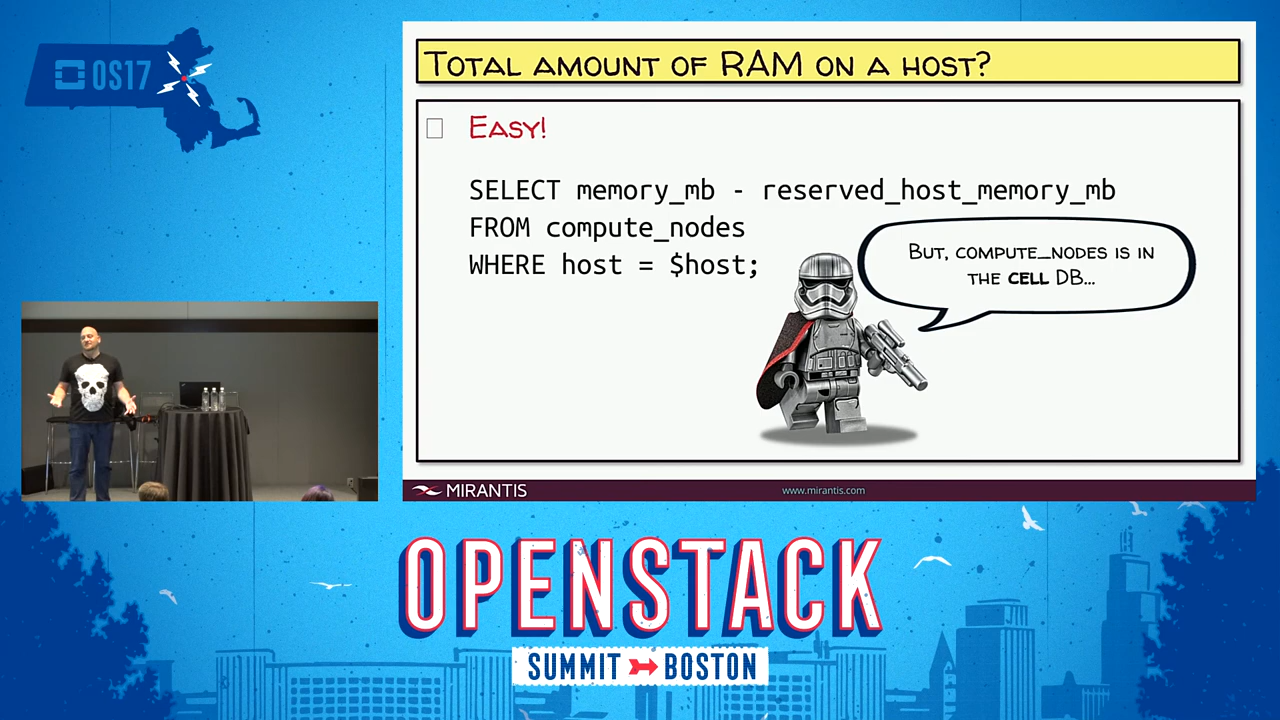 OS17
TOTAL AMOUNT OF RAM ON A HOST?
EASY!
SELECT memory_mb - reserved_host_memory_mb
FROM compute_nodes
WHERE host = $host;
BUT, COMPUTE_NODES IS IN
THE CELL DB...
MIRANTIS
www.mirantis.com
OPENSTACK
SUMMIT BOSTON